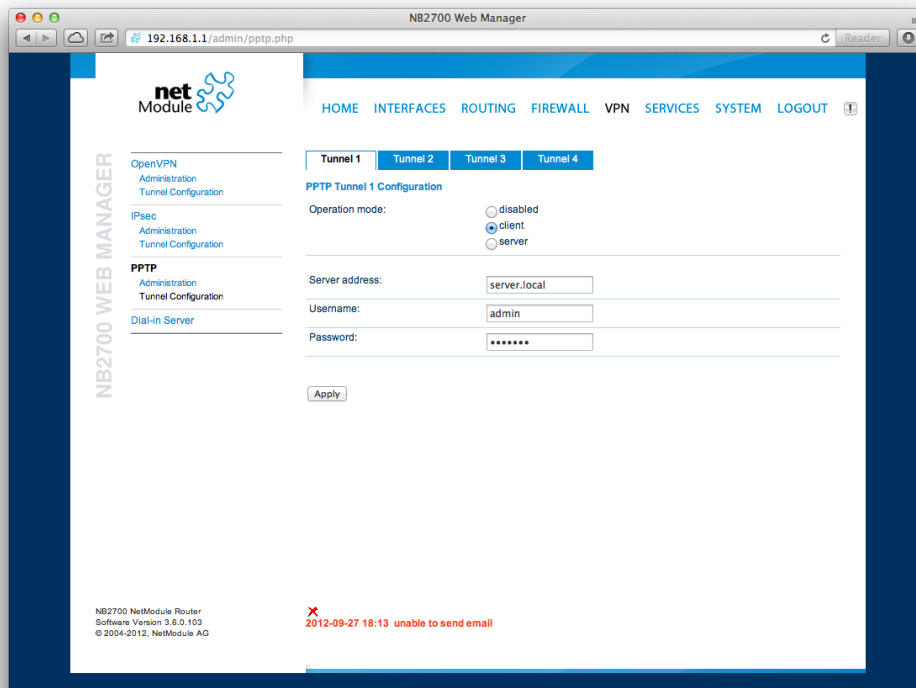 NB2700 Web Manager
192.168.1.1/admin/pptp.php
Reader
net
Module
HOME INTERFACES ROUTING FIREWALL VPN SERVICES SYSTEM LOGOUT
NB2700 WEB MANAGER
OpenVPN
Administration
Tunnel Configuration
IPsec
Administration
Tunnel Configuration
PPTP
Administration
Tunnel Configuration
Dial-in Server
Tunnel 1 Tunnel 2 Tunnel 3 Tunnel 4
PPTP Tunnel 1 Configuration
Operation mode:
disabled
client
server
Server address: server.local
Username: admin
Password: •••••••
Apply
NB2700 NetModule Router
Software Version 3.6.0.103
© 2004-2012, NetModule AG
2012-09-27 18:13 unable to send email